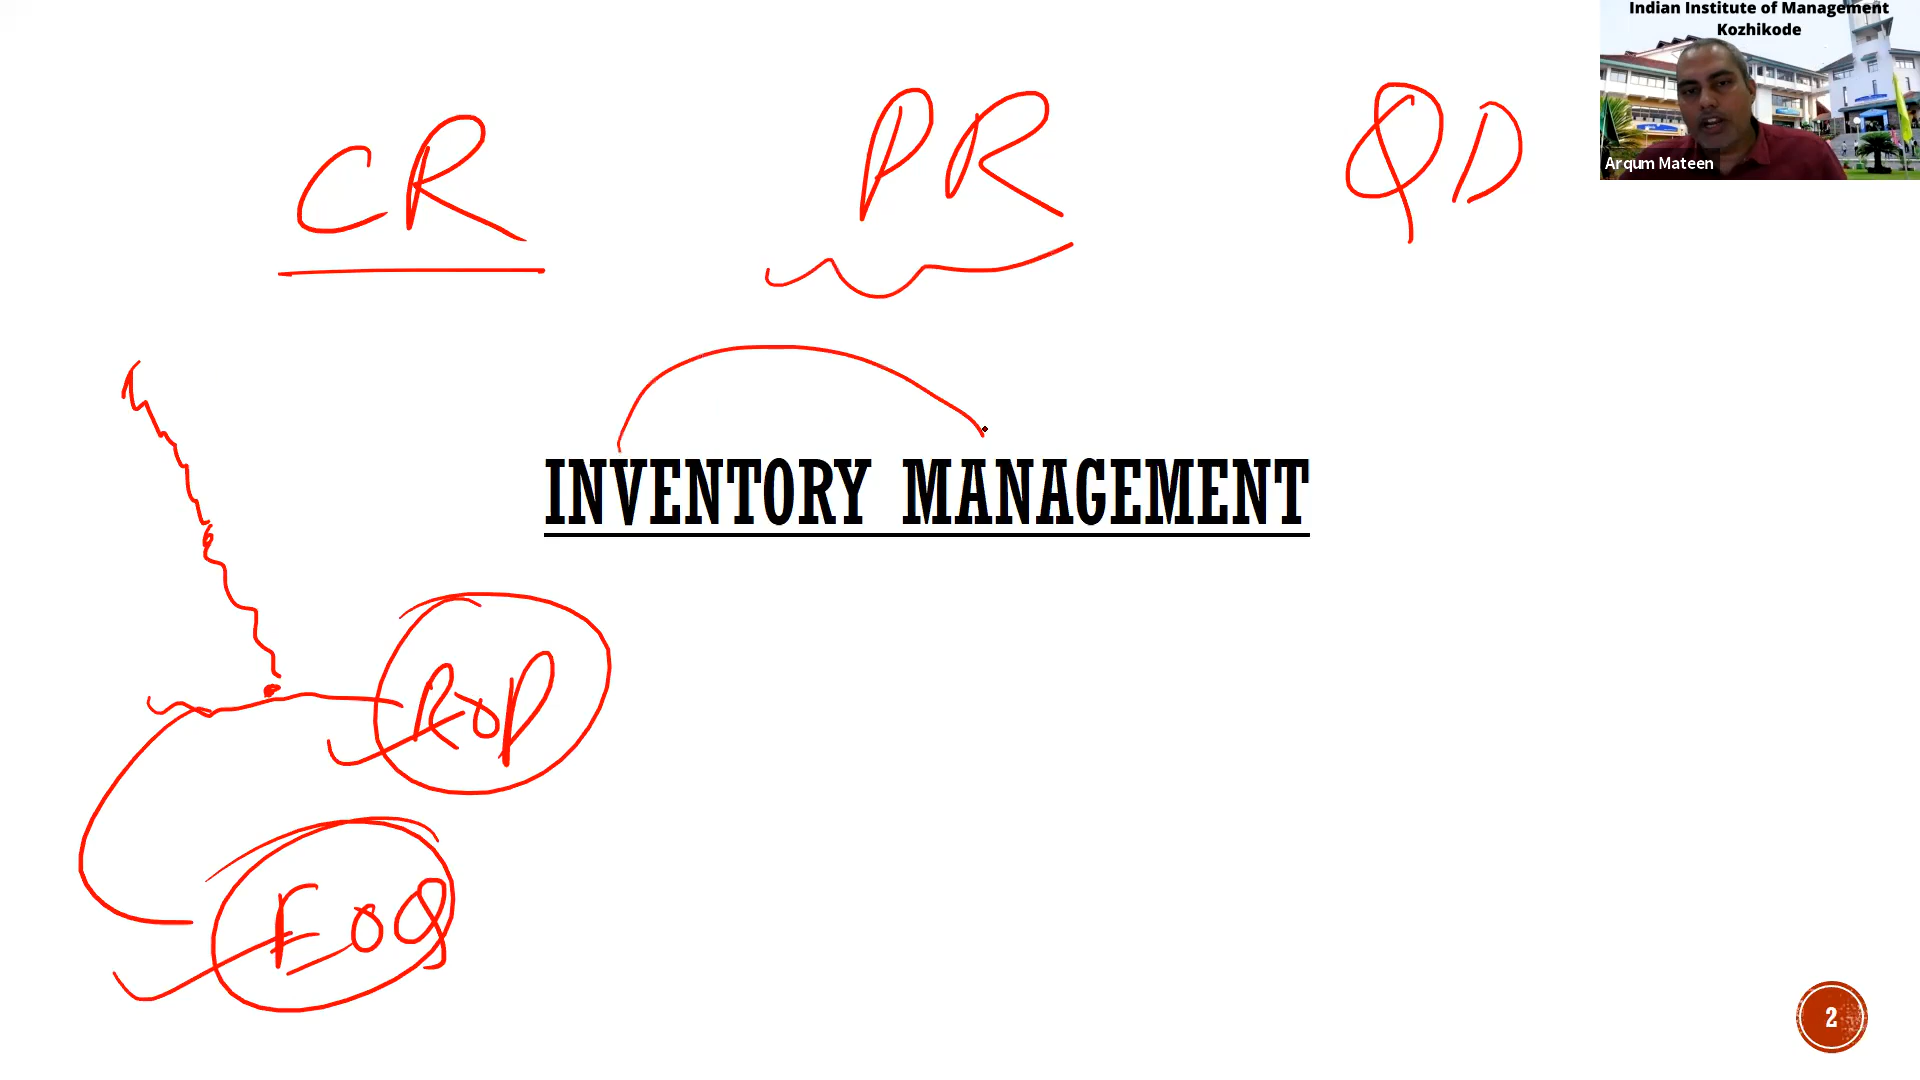 Indian Institute of Management
Kozhikode
Arqum Mateen
CR PR QD
INVENTORY MANAGEMENT
ROP
EOQ
2